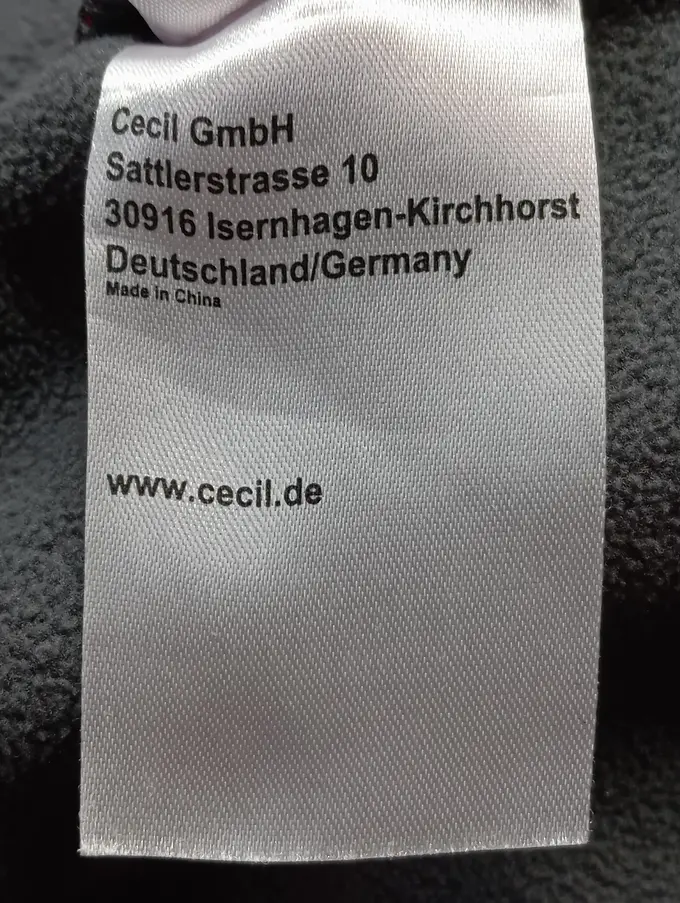 Cecil GmbH
Sattlerstrasse 10
30916 Isernhagen-Kirchhorst
Deutschland/Germany
Made in China
www.cecil.de